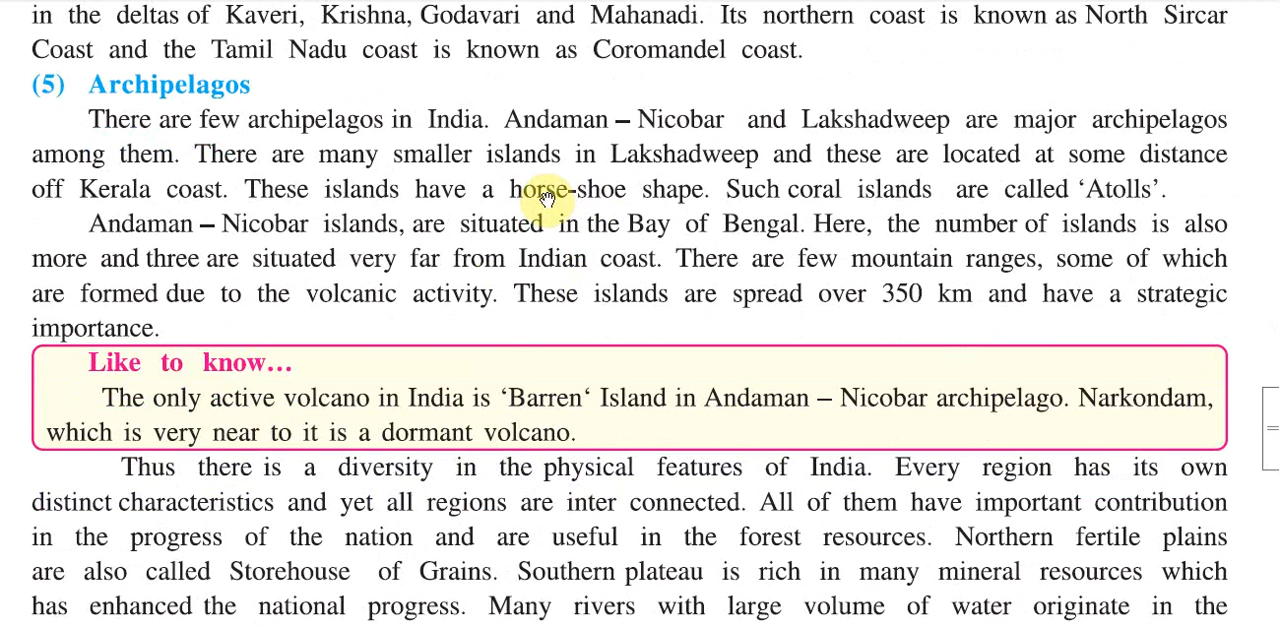 in the deltas of Kaveri, Krishna, Godavari and Mahanadi. Its northern coast is known as North Sircar
Coast and the Tamil Nadu coast is known as Coromandel coast.
(5) Archipelagos
There are few archipelagos in India. Andaman – Nicobar and Lakshadweep are major archipelagos
among them. There are many smaller islands in Lakshadweep and these are located at some distance
off Kerala coast. These islands have a horse-shoe shape. Such coral islands are called ‘Atolls’.
Andaman – Nicobar islands, are situated in the Bay of Bengal. Here, the number of islands is also
more and three are situated very far from Indian coast. There are few mountain ranges, some of which
are formed due to the volcanic activity. These islands are spread over 350 km and have a strategic
importance.
Like to know...
The only active volcano in India is ‘Barren‘ Island in Andaman – Nicobar archipelago. Narkondam,
which is very near to it is a dormant volcano.
Thus there is a diversity in the physical features of India. Every region has its own
distinct characteristics and yet all regions are inter connected. All of them have important contribution
in the progress of the nation and are useful in the forest resources. Northern fertile plains
are also called Storehouse of Grains. Southern plateau is rich in many mineral resources which
has enhanced the national progress. Many rivers with large volume of water originate in the